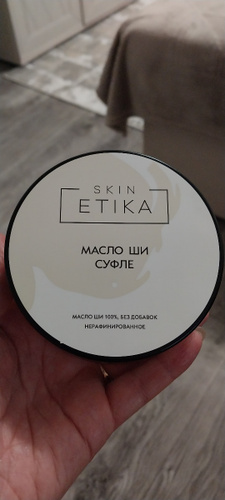 SKIN
ETIKA
МАСЛО ШИ
СУФЛЕ
МАСЛО ШИ 100%, БЕЗ ДОБАВОК
НЕРАФИНИРОВАННОЕ